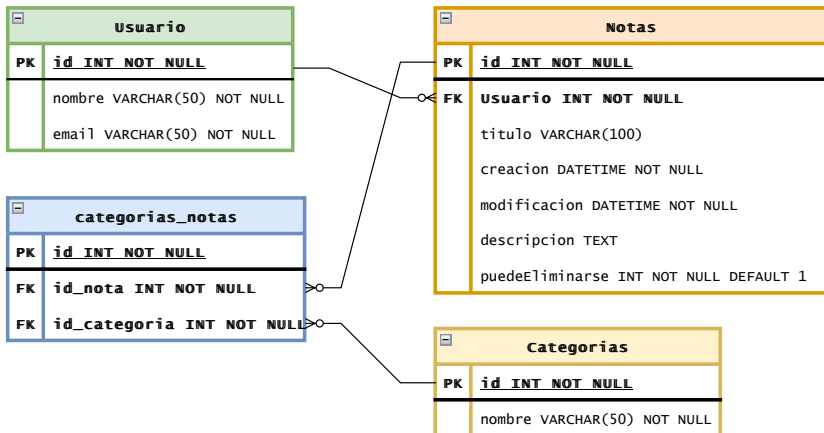 Usuario
PK id INT NOT NULL
nombre VARCHAR(50) NOT NULL
email VARCHAR(50) NOT NULL
Notas
PK id INT NOT NULL
FK Usuario INT NOT NULL
titulo VARCHAR(100)
creacion DATETIME NOT NULL
modificacion DATETIME NOT NULL
descripcion TEXT
puedeEliminarse INT NOT NULL DEFAULT 1
categorias_notas
PK id INT NOT NULL
FK id_nota INT NOT NULL
FK id_categoria INT NOT NULL
Categorias
PK id INT NOT NULL
nombre VARCHAR(50) NOT NULL